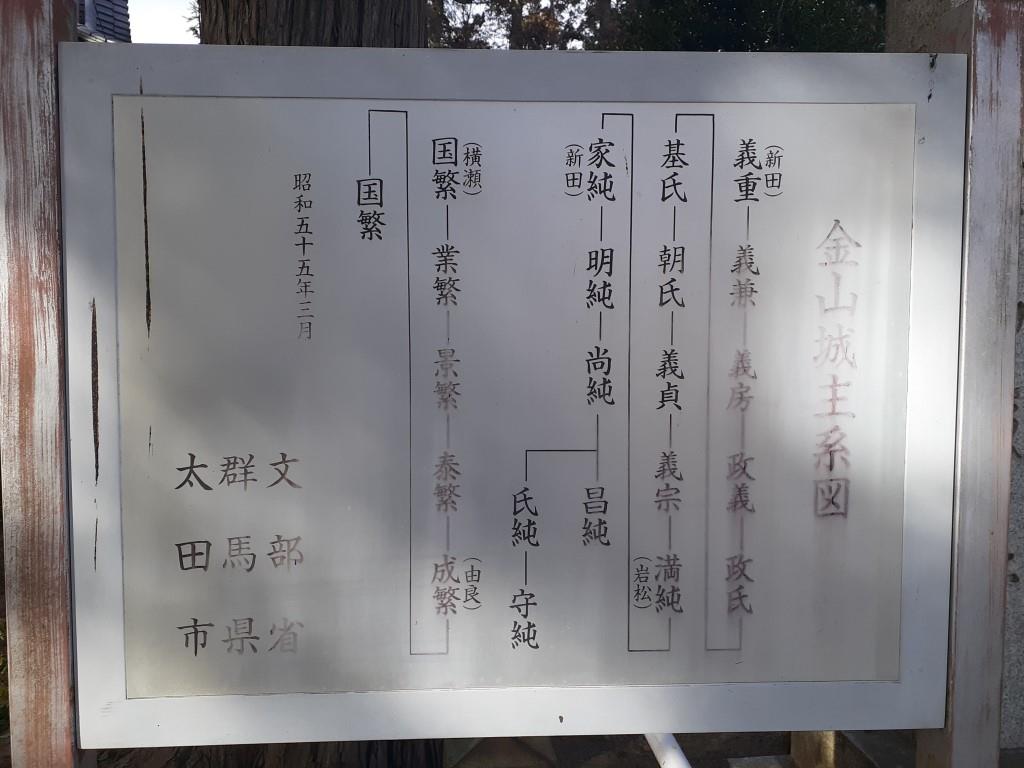 金山城主系図
(新田)
義重―義兼―義房―政義―政氏
基氏―朝氏―義貞―義宗―満純
(岩松)
家純―明純―尚純―昌純
(新田)
氏純―守純
(横瀬)
国繁―業繁―景繁―泰繁―成繁
(由良)
国繁
昭和五十五年三月
文部省
群馬県
太田市